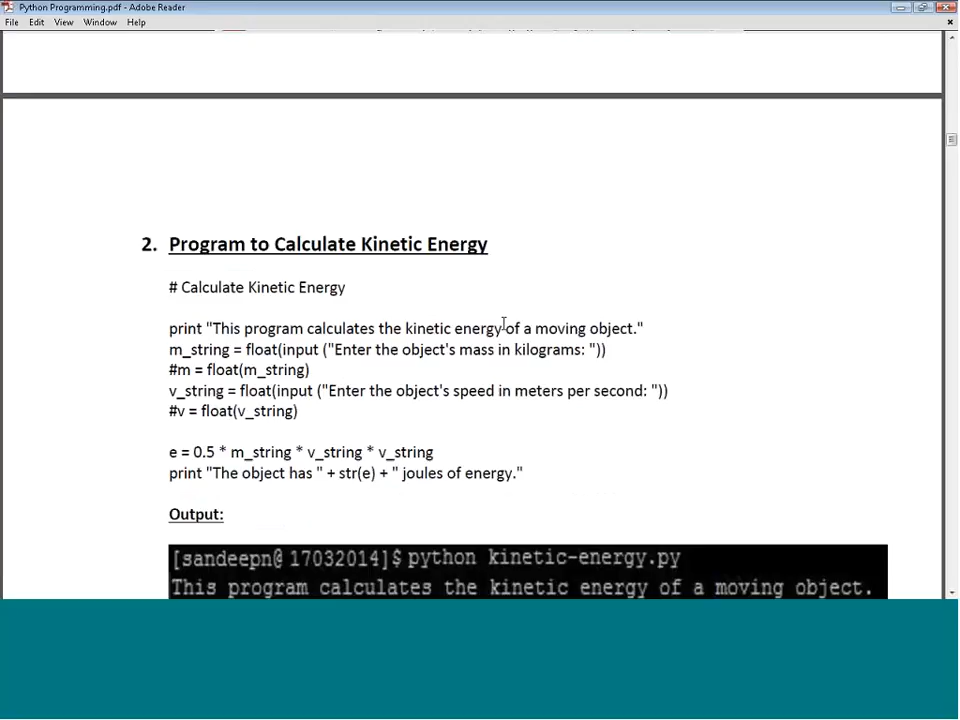 Python Programming.pdf - Adobe Reader
File Edit View Window Help
2. Program to Calculate Kinetic Energy
# Calculate Kinetic Energy
print "This program calculates the kinetic energy of a moving object."
m_string = float(input ("Enter the object's mass in kilograms: "))
#m = float(m_string)
v_string = float(input ("Enter the object's speed in meters per second: "))
#v = float(v_string)
e = 0.5 * m_string * v_string * v_string
print "The object has " + str(e) + " joules of energy."
Output:
[sandeepn@ 17032014]$ python kinetic-energy.py
This program calculates the kinetic energy of a moving object.